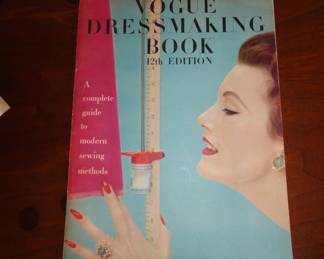 VOGUE
DRESSMAKING
BOOK
12th EDITION
A
complete
guide
to
modern
sewing
methods